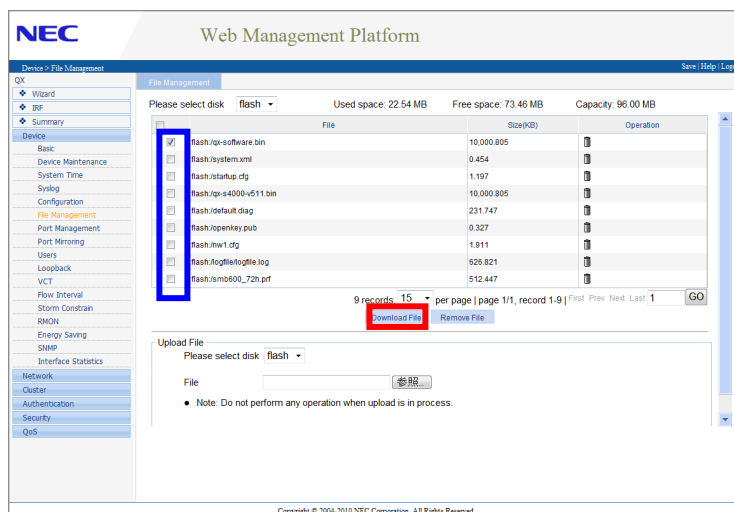 NEC
Web Management Platform
Device > File Management
Save | Help |
QX
Wizard
IRF
Summary
Device
Basic
Device Maintenance
System Time
Syslog
Configuration
File Management
Port Management
Port Mirroring
Users
Loopback
VCT
Flow Interval
Storm Constrain
RMON
Energy Saving
SNMP
Interface Statistics
Network
Cluster
Authentication
Security
QoS
File Management
Please select disk flash Used space: 22.54 MB Free space: 73.46 MB Capacity: 96.00 MB
File Size(KB) Operation
flash:/qx-software.bin 10,000.805
flash:/system.xml 0.454
flash:/startup.cfg 1.197
flash:/qx-s4000-v511.bin 10,000.805
flash:/default.diag 231.747
flash:/openkey.pub 0.327
flash:/nw1.cfg 1.911
flash:/logfile/logfile.log 626.821
flash:/smb600_72h.prf 512.447
9 records, 15 per page | page 1/1, record 1-9 | First Prev Next Last 1 GO
Download File Remove File
Upload File
Please select disk flash
File 参照...
• Note: Do not perform any operation when upload is in process.
Copyright © 2004-2010 NEC Corporation. All Rights Reserved